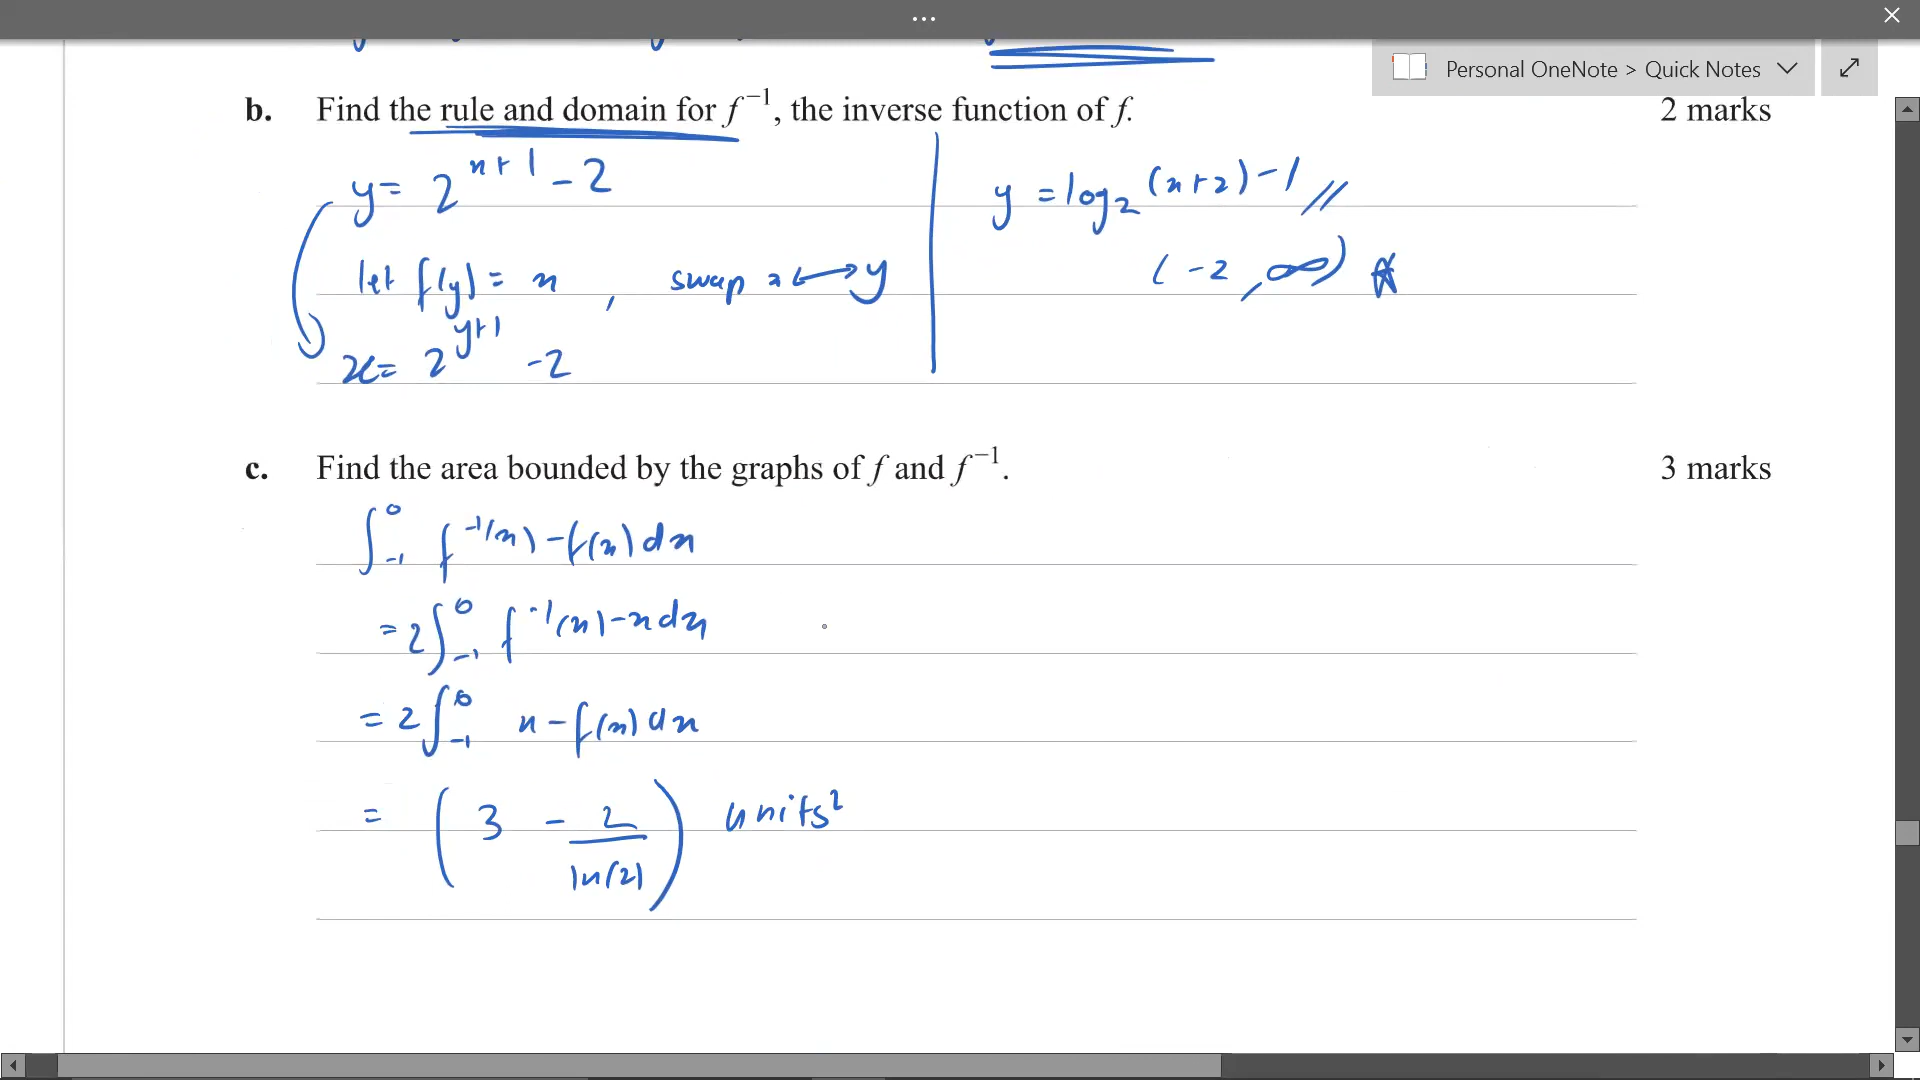 Personal OneNote > Quick Notes
b. Find the rule and domain for f⁻¹, the inverse function of f. 2 marks
y = 2^(x+1) - 2
let f(y) = x , swap x ↔ y
x = 2^(y+1) - 2
y = log₂(x+2) - 1 //
(-2, ∞)
c. Find the area bounded by the graphs of f and f⁻¹. 3 marks
∫₋₁⁰ f⁻¹(x) - f(x) dx
= 2∫₋₁⁰ f⁻¹(x) - x dx
= 2∫₋₁⁰ x - f(x) dx
= (3 - 2/ln(2)) units²